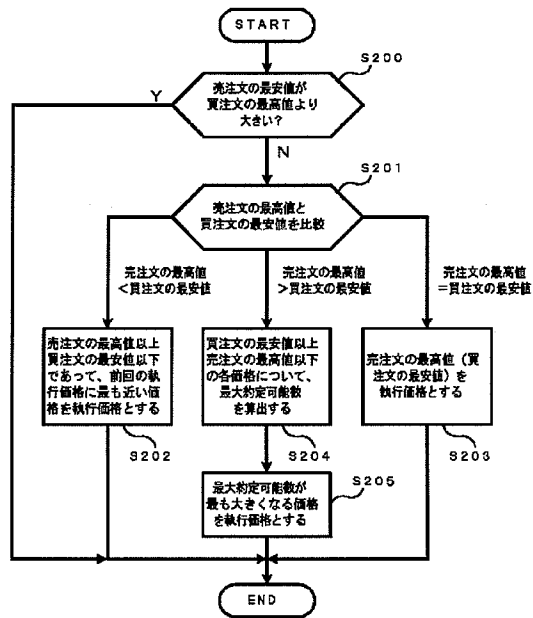 START
S200
売注文の最安値が
買注文の最高値より
大きい?
Y
N
S201
売注文の最高値と
買注文の最安値を比較
売注文の最高値
<買注文の最安値
売注文の最高値
>買注文の最安値
売注文の最高値
=買注文の最安値
売注文の最高値以上
買注文の最安値以下
であって、前回の執
行価格に最も近い価
格を執行価格とする
S202
買注文の最安値以上
売注文の最高値以下
の各価格について、
最大約定可能数
を算出する
S204
売注文の最高値(買
注文の最安値)を
執行価格とする
S203
最大約定可能数が
最も大きくなる価格
を執行価格とする
S205
END